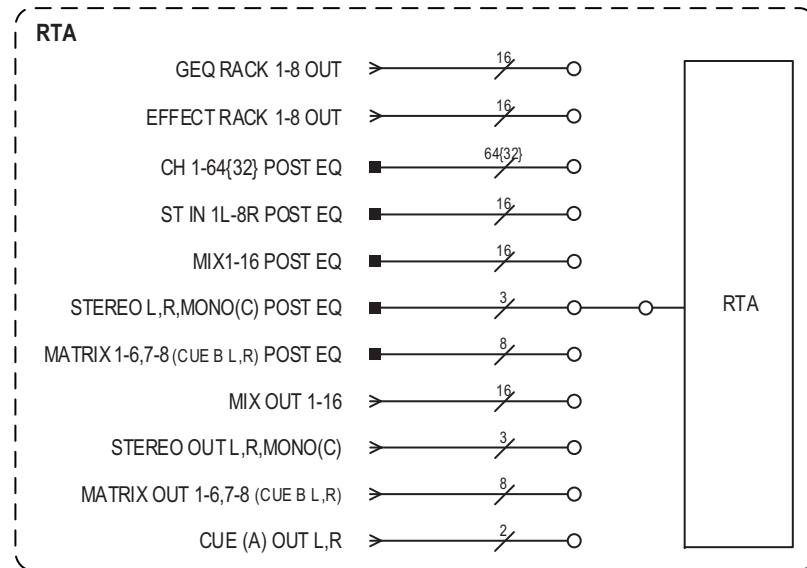 RTA
GEQ RACK 1-8 OUT 16
EFFECT RACK 1-8 OUT 16
CH 1-64{32} POST EQ 64{32}
ST IN 1L-8R POST EQ 16
MIX1-16 POST EQ 16
STEREO L,R,MONO(C) POST EQ 3 RTA
MATRIX 1-6,7-8 (CUE B L,R) POST EQ 8
MIX OUT 1-16 16
STEREO OUT L,R,MONO(C) 3
MATRIX OUT 1-6,7-8 (CUE B L,R) 8
CUE (A) OUT L,R 2